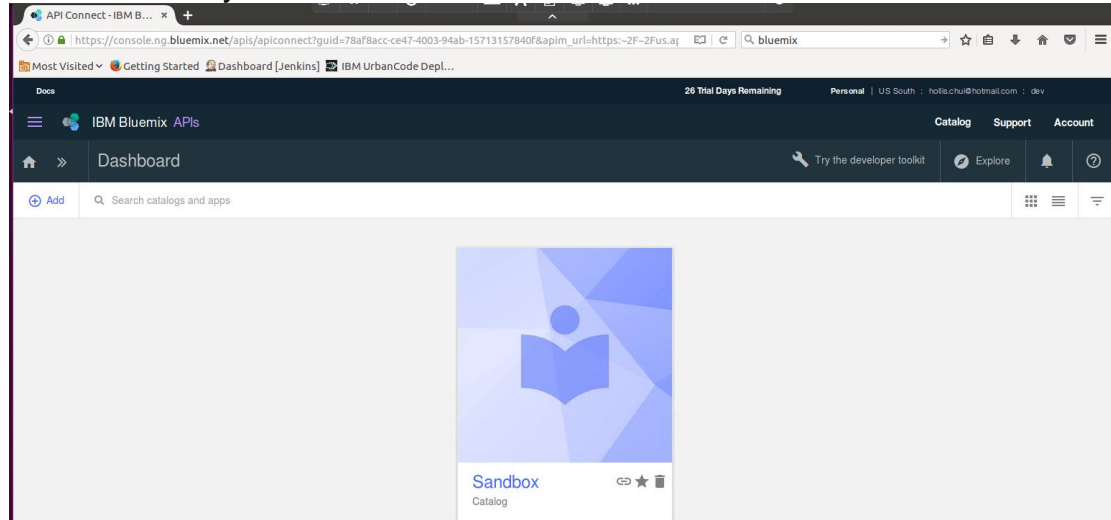 API Connect - IBM B... × +
https://console.ng.bluemix.net/apis/apiconnect?guid=78af8acc-ce47-4003-94ab-15713157840f&apim_url=https:~2F~2Fus.ap bluemix
Most Visited Getting Started Dashboard [Jenkins] IBM UrbanCode Depl...
Docs 26 Trial Days Remaining Personal | US South : hollis.chui@hotmail.com : dev
IBM Bluemix APIs Catalog Support Account
Dashboard Try the developer toolkit Explore
Add Search catalogs and apps
Sandbox
Catalog